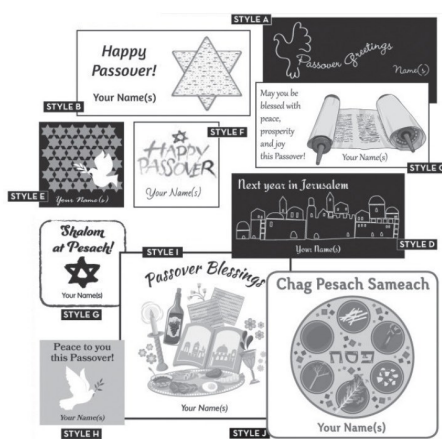 STYLE A
Passover Greetings
Name(s)
Happy
Passover!
Your Name(s)
STYLE B
May you be
blessed with
peace,
prosperity
and joy
this Passover!
Your Name(s)
STYLE C
STYLE F
HAPPY
PASSOVER
Your Name(s)
STYLE E
Your Name(s)
Next year in Jerusalem
Your Name(s)
STYLE D
Shalom
at Pesach!
Your Name(s)
STYLE G
STYLE I
Passover Blessings
Your Name(s)
Peace to you
this Passover!
Your Name(s)
STYLE H
Chag Pesach Sameach
פסח
Your Name(s)
STYLE J